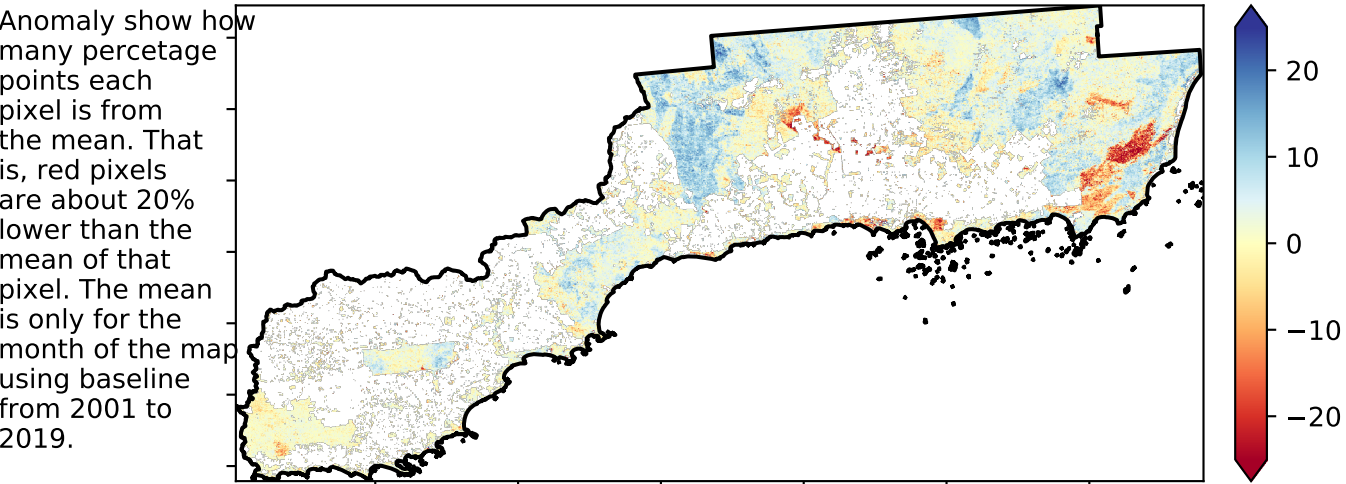 Anomaly show how
many percetage
points each
pixel is from
the mean. That
is, red pixels
are about 20%
lower than the
mean of that
pixel. The mean
is only for the
month of the map
using baseline
from 2001 to
2019.
20
10
0
−10
−20